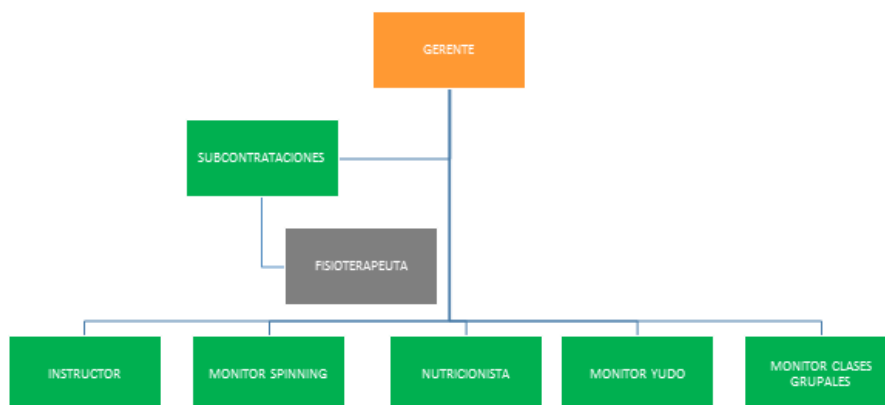 GERENTE
SUBCONTRATACIONES
FISIOTERAPEUTA
INSTRUCTOR
MONITOR SPINNING
NUTRICIONISTA
MONITOR YUDO
MONITOR CLASES
GRUPALES